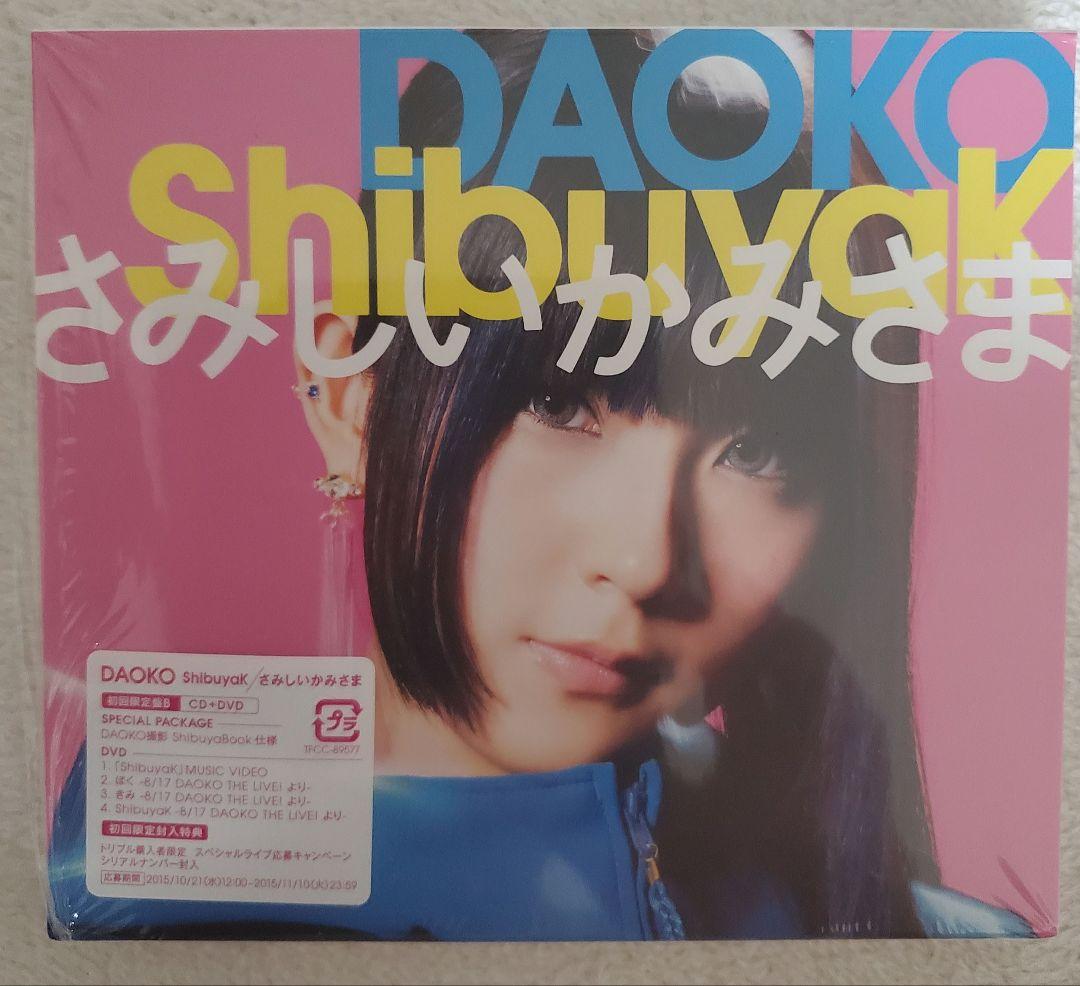 DAOKO
ShibuyaK
さみしいかみさま
DAOKO ShibuyaK/さみしいかみさま
初回限定盤B CD+DVD
SPECIAL PACKAGE
DAOKO撮影 ShibuyaBook 仕様
プラ
TFCC-89577
DVD
1.「ShibuyaK」MUSIC VIDEO
2. ぼく -8/17 DAOKO THE LIVE! より-
3. きみ -8/17 DAOKO THE LIVE! より-
4. ShibuyaK -8/17 DAOKO THE LIVE! より-
初回限定封入特典
トリプル購入者限定 スペシャルライブ応募キャンペーン
シリアルナンバー封入
応募期間 2015/10/21(水)12:00~2015/11/10(火)23:59